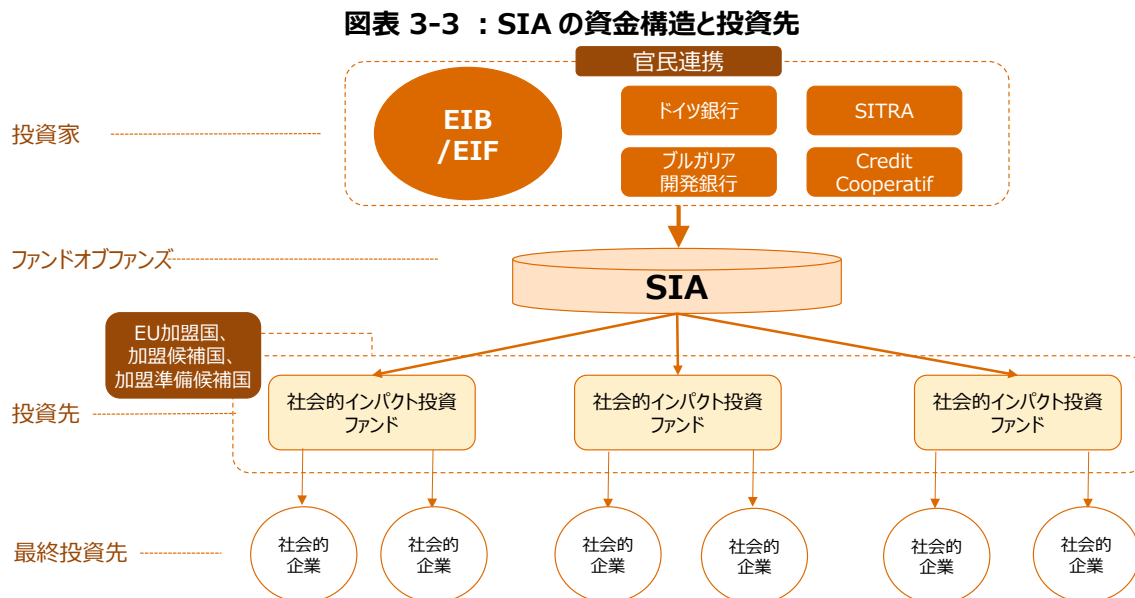 図表 3-3 ：SIA の資金構造と投資先
官民連携
投資家
EIB
/EIF
ドイツ銀行
SITRA
ブルガリア
開発銀行
Credit
Cooperatif
ファンドオブファンズ
SIA
EU加盟国、
加盟候補国、
加盟準備候補国
投資先
社会的インパクト投資
ファンド
社会的インパクト投資
ファンド
社会的インパクト投資
ファンド
最終投資先
社会的
企業
社会的
企業
社会的
企業
社会的
企業
社会的
企業
社会的
企業